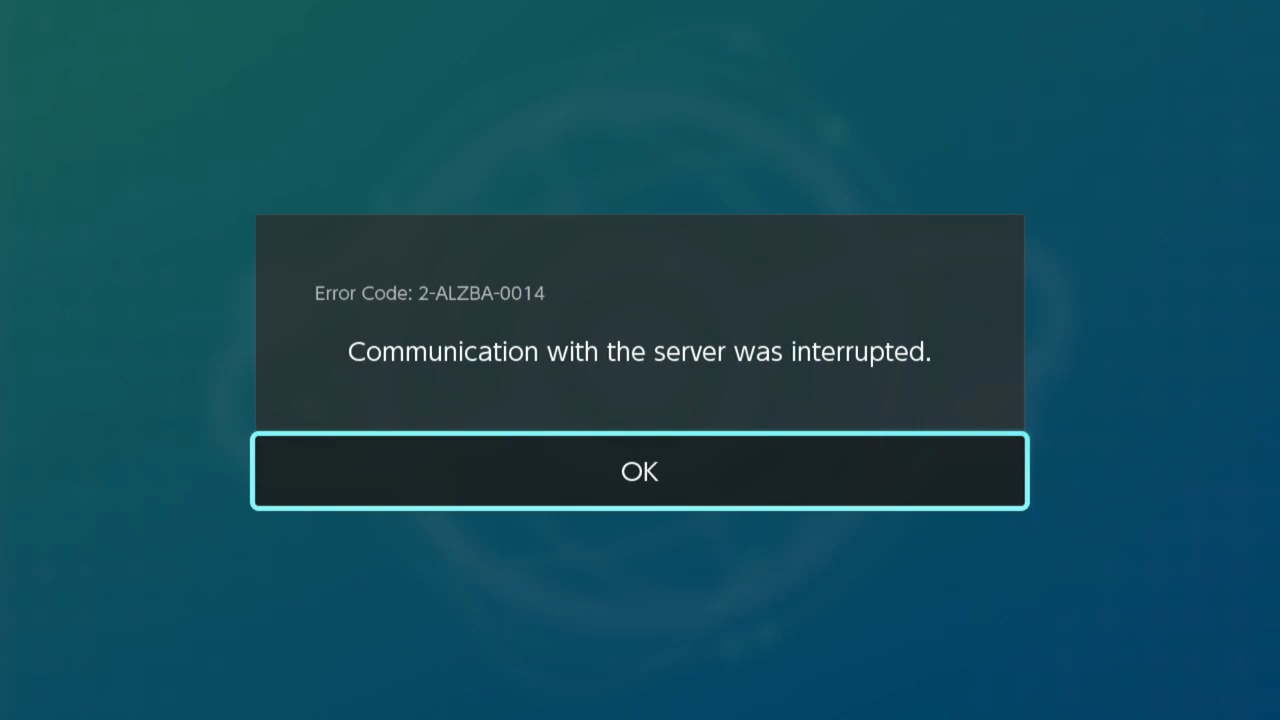 Error Code: 2-ALZBA-0014
Communication with the server was interrupted.
OK